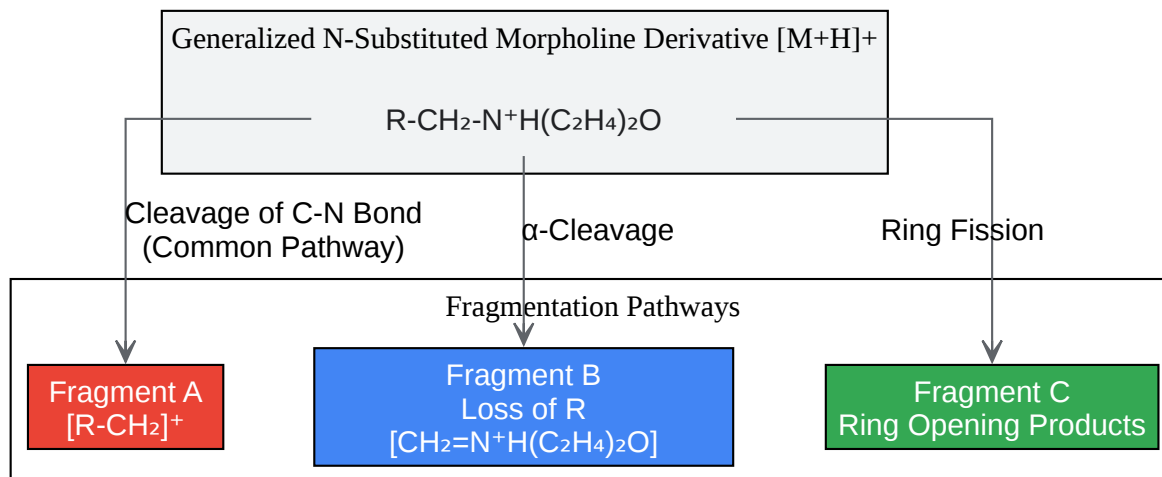 Generalized N-Substituted Morpholine Derivative [M+H]+
R-CH₂-N⁺H(C₂H₄)₂O
Cleavage of C-N Bond
(Common Pathway)
α-Cleavage
Ring Fission
Fragmentation Pathways
Fragment A
[R-CH₂]⁺
Fragment B
Loss of R
[CH₂=N⁺H(C₂H₄)₂O]
Fragment C
Ring Opening Products